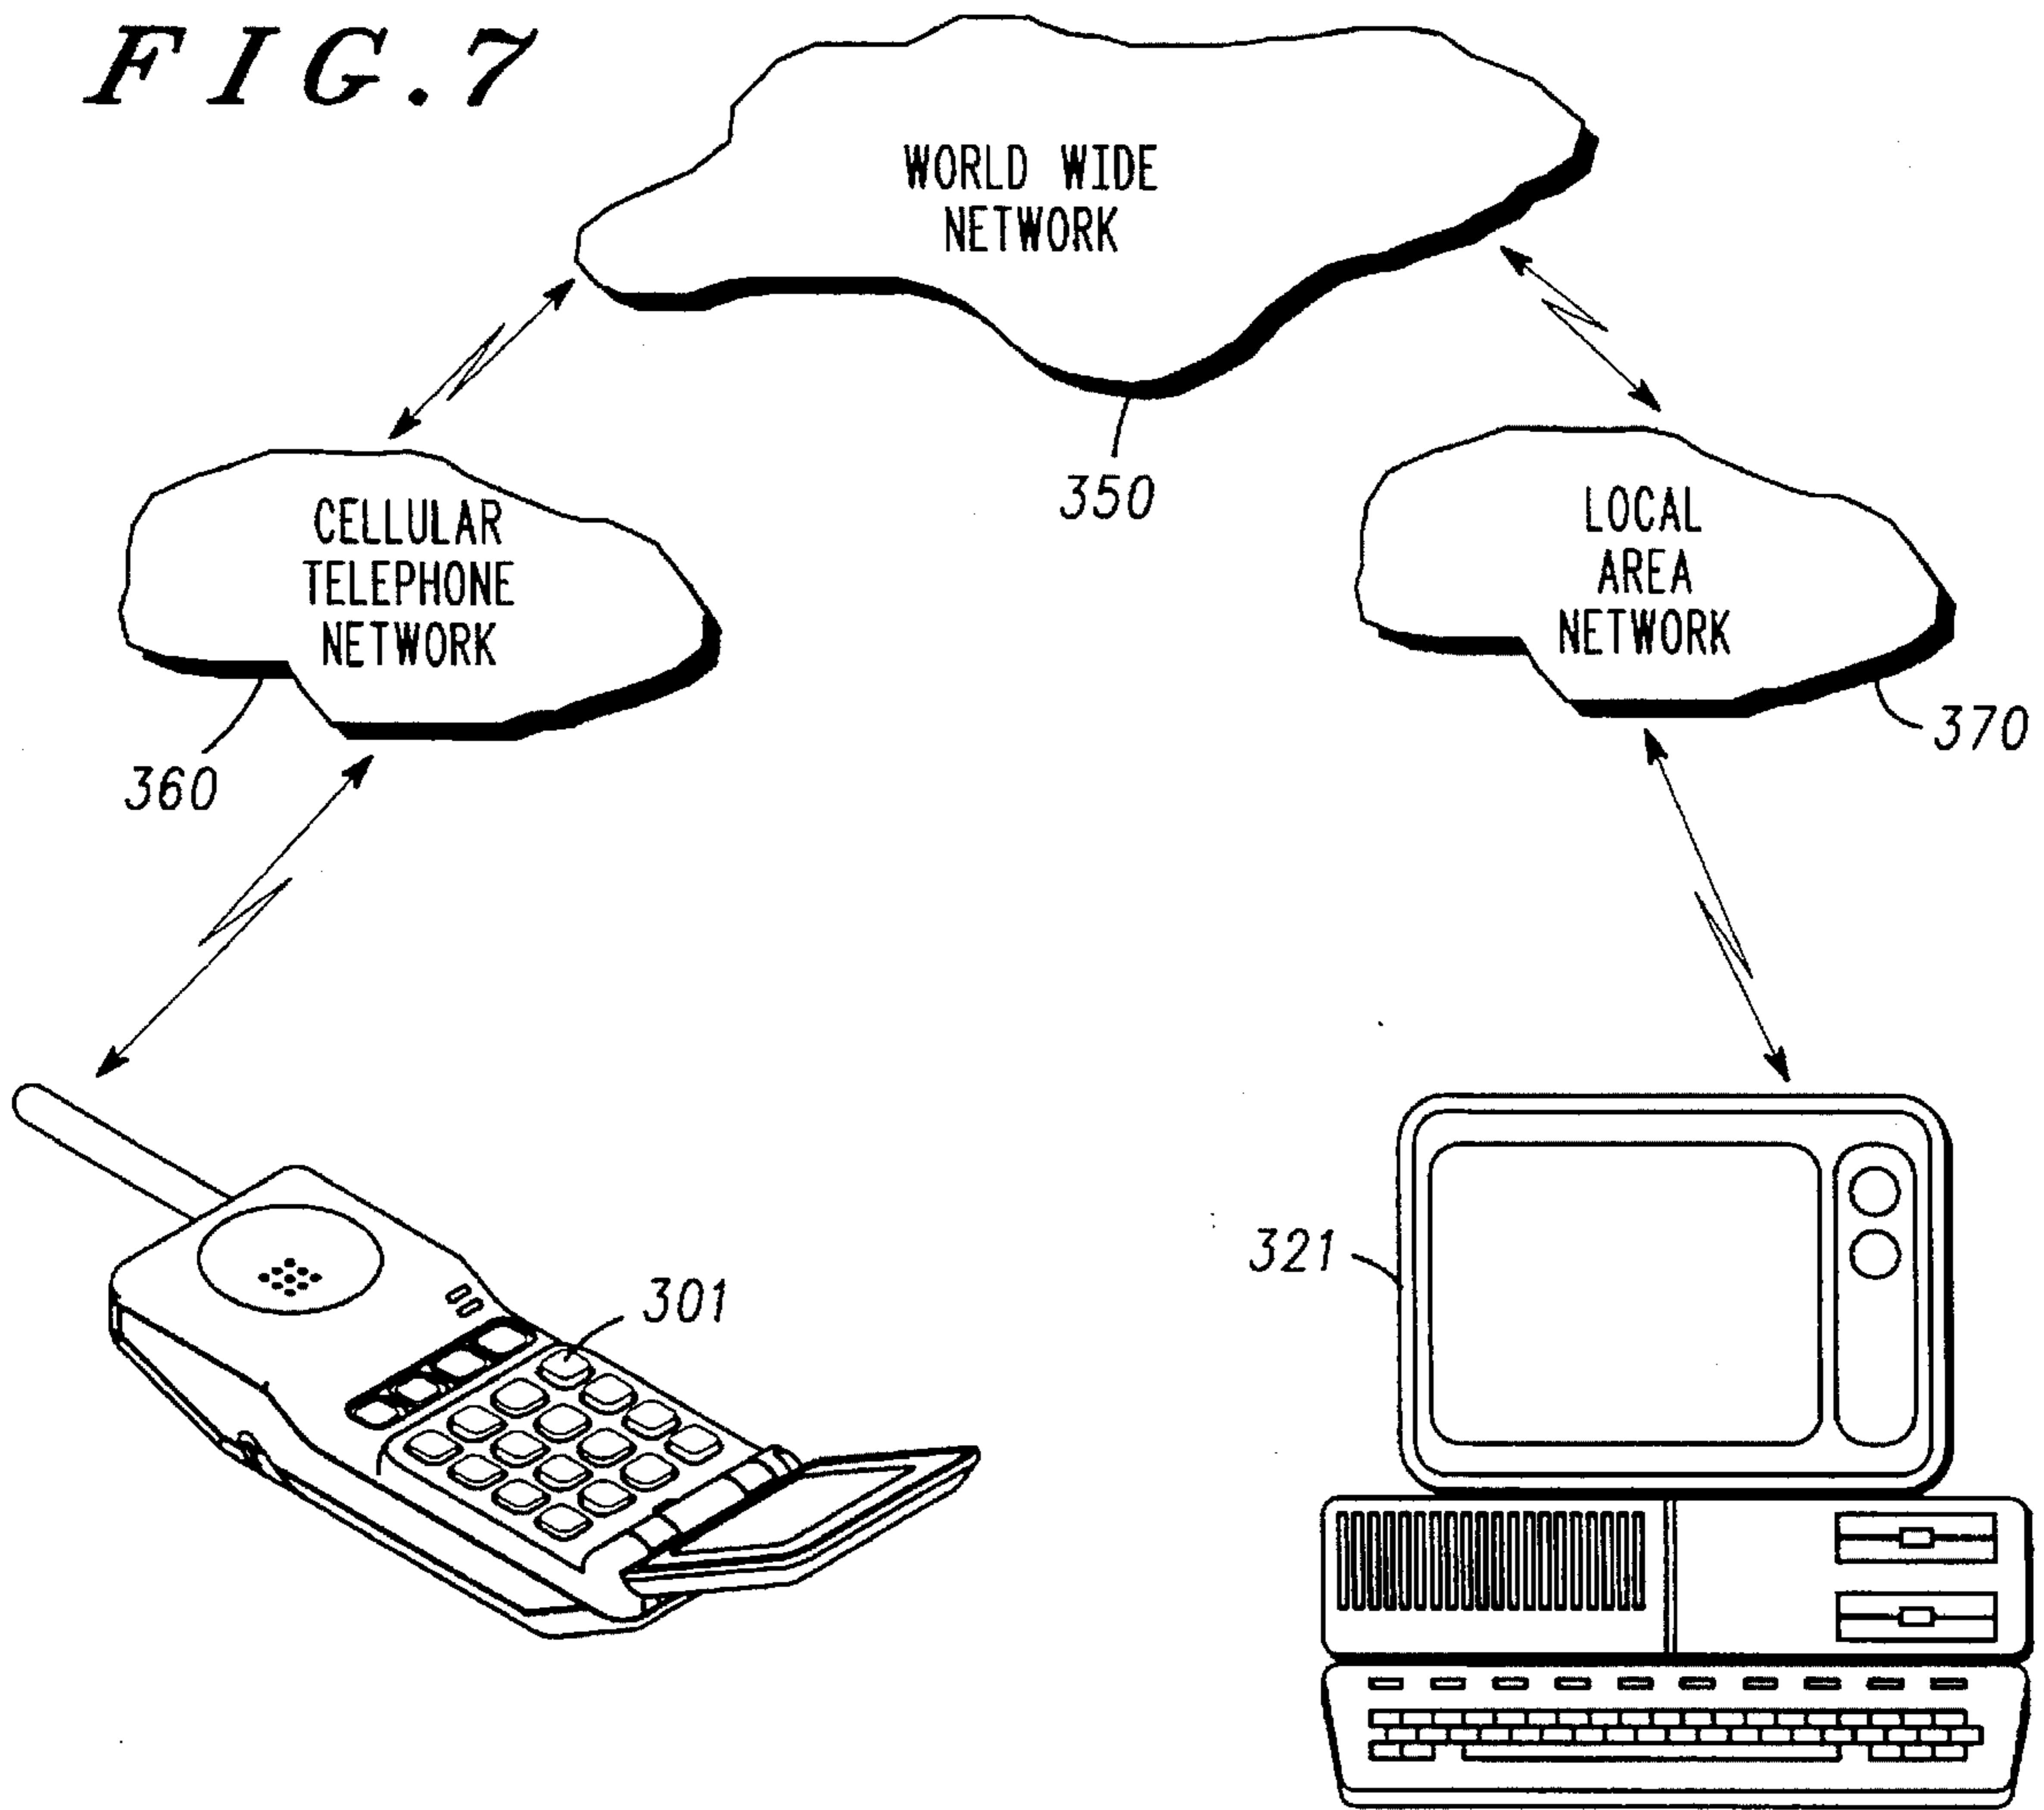 FIG. 7
WORLD WIDE
NETWORK
350
CELLULAR
TELEPHONE
NETWORK
360
LOCAL
AREA
NETWORK
370
301
321